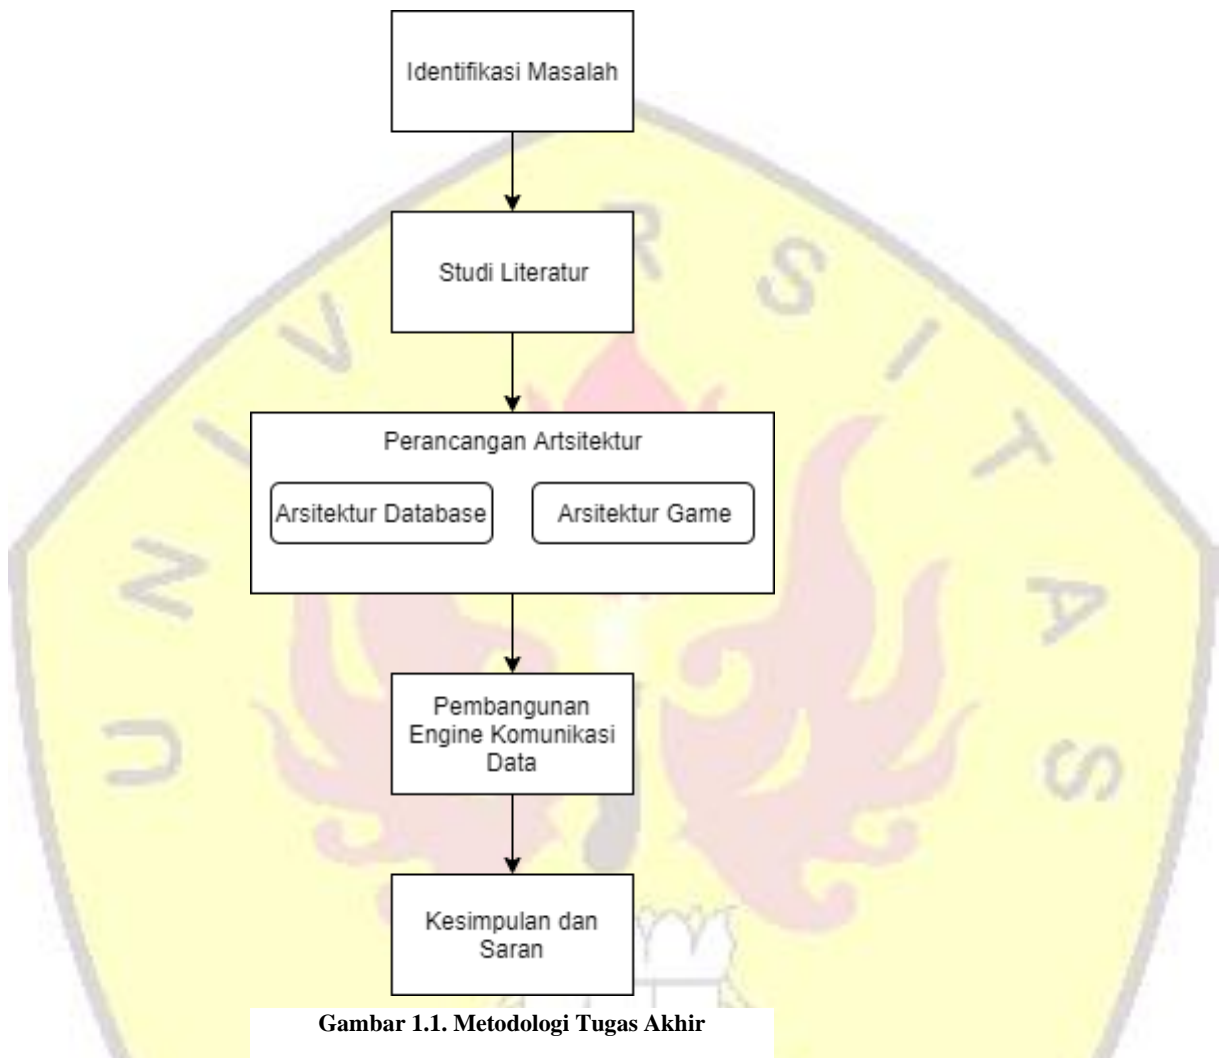 Identifikasi Masalah
Studi Literatur
Perancangan Artsitektur
Arsitektur Database
Arsitektur Game
Pembangunan
Engine Komunikasi
Data
Kesimpulan dan
Saran
Gambar 1.1. Metodologi Tugas Akhir
U N I V R S I T A S